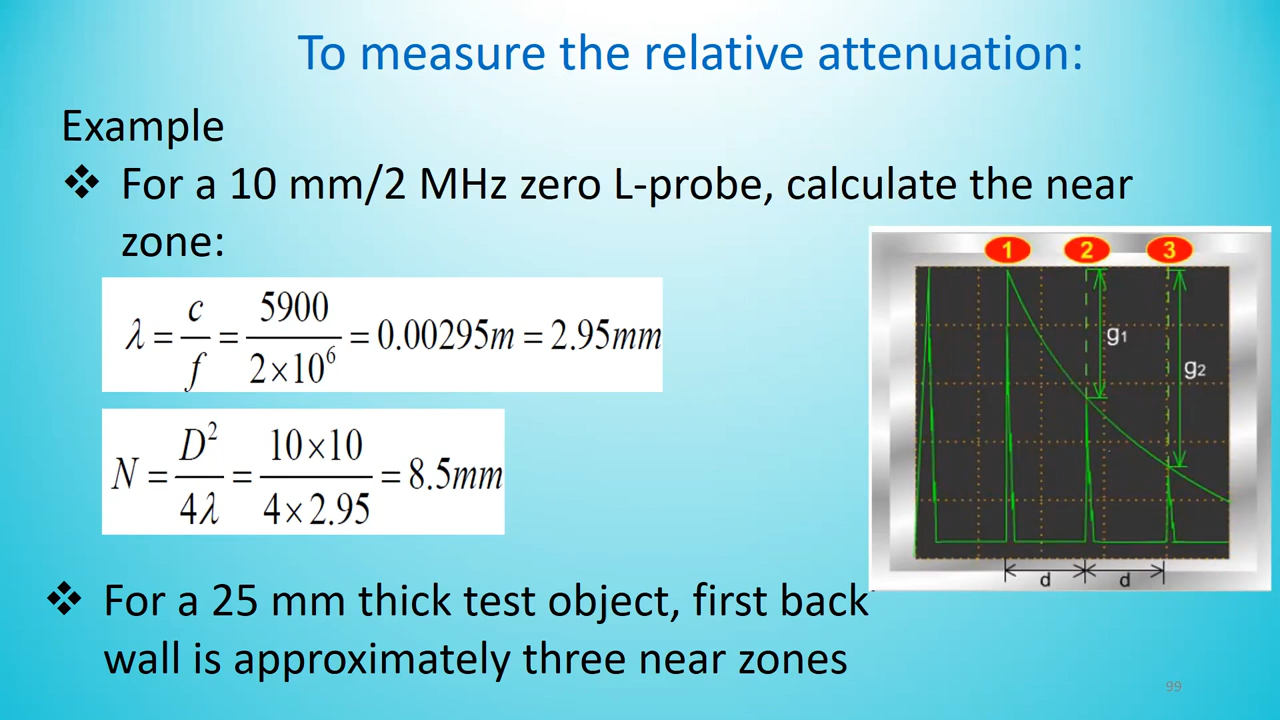 To measure the relative attenuation:
Example
❖ For a 10 mm/2 MHz zero L-probe, calculate the near
zone:
λ = c/f = 5900/(2×10⁶) = 0.00295m = 2.95mm
N = D²/4λ = (10×10)/(4×2.95) = 8.5mm
1 2 3
g₁
g₂
d d
❖ For a 25 mm thick test object, first back
wall is approximately three near zones
99